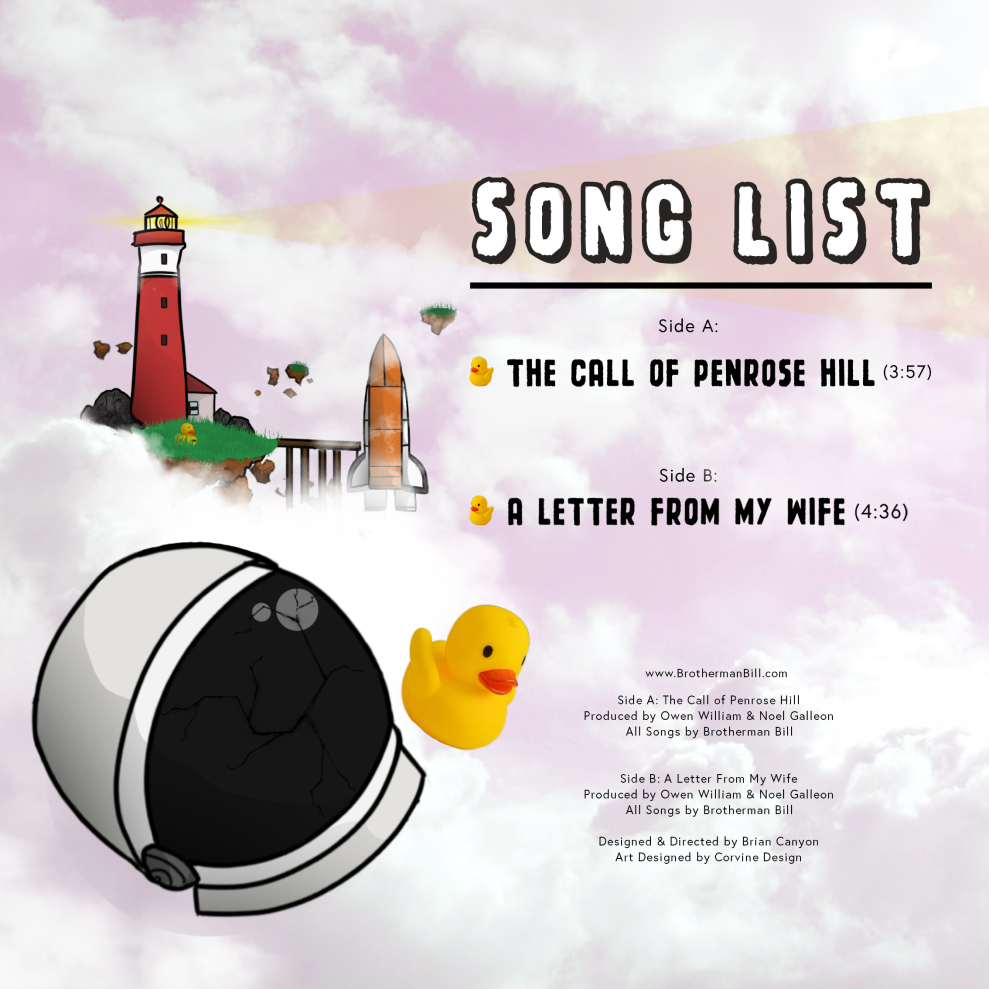 SONG LIST
Side A:
THE CALL OF PENROSE HILL (3:57)
Side B:
A LETTER FROM MY WIFE (4:36)
www.BrothermanBill.com
Side A: The Call of Penrose Hill
Produced by Owen William & Noel Galleon
All Songs by Brotherman Bill
Side B: A Letter From My Wife
Produced by Owen William & Noel Galleon
All Songs by Brotherman Bill
Designed & Directed by Brian Canyon
Art Designed by Corvine Design